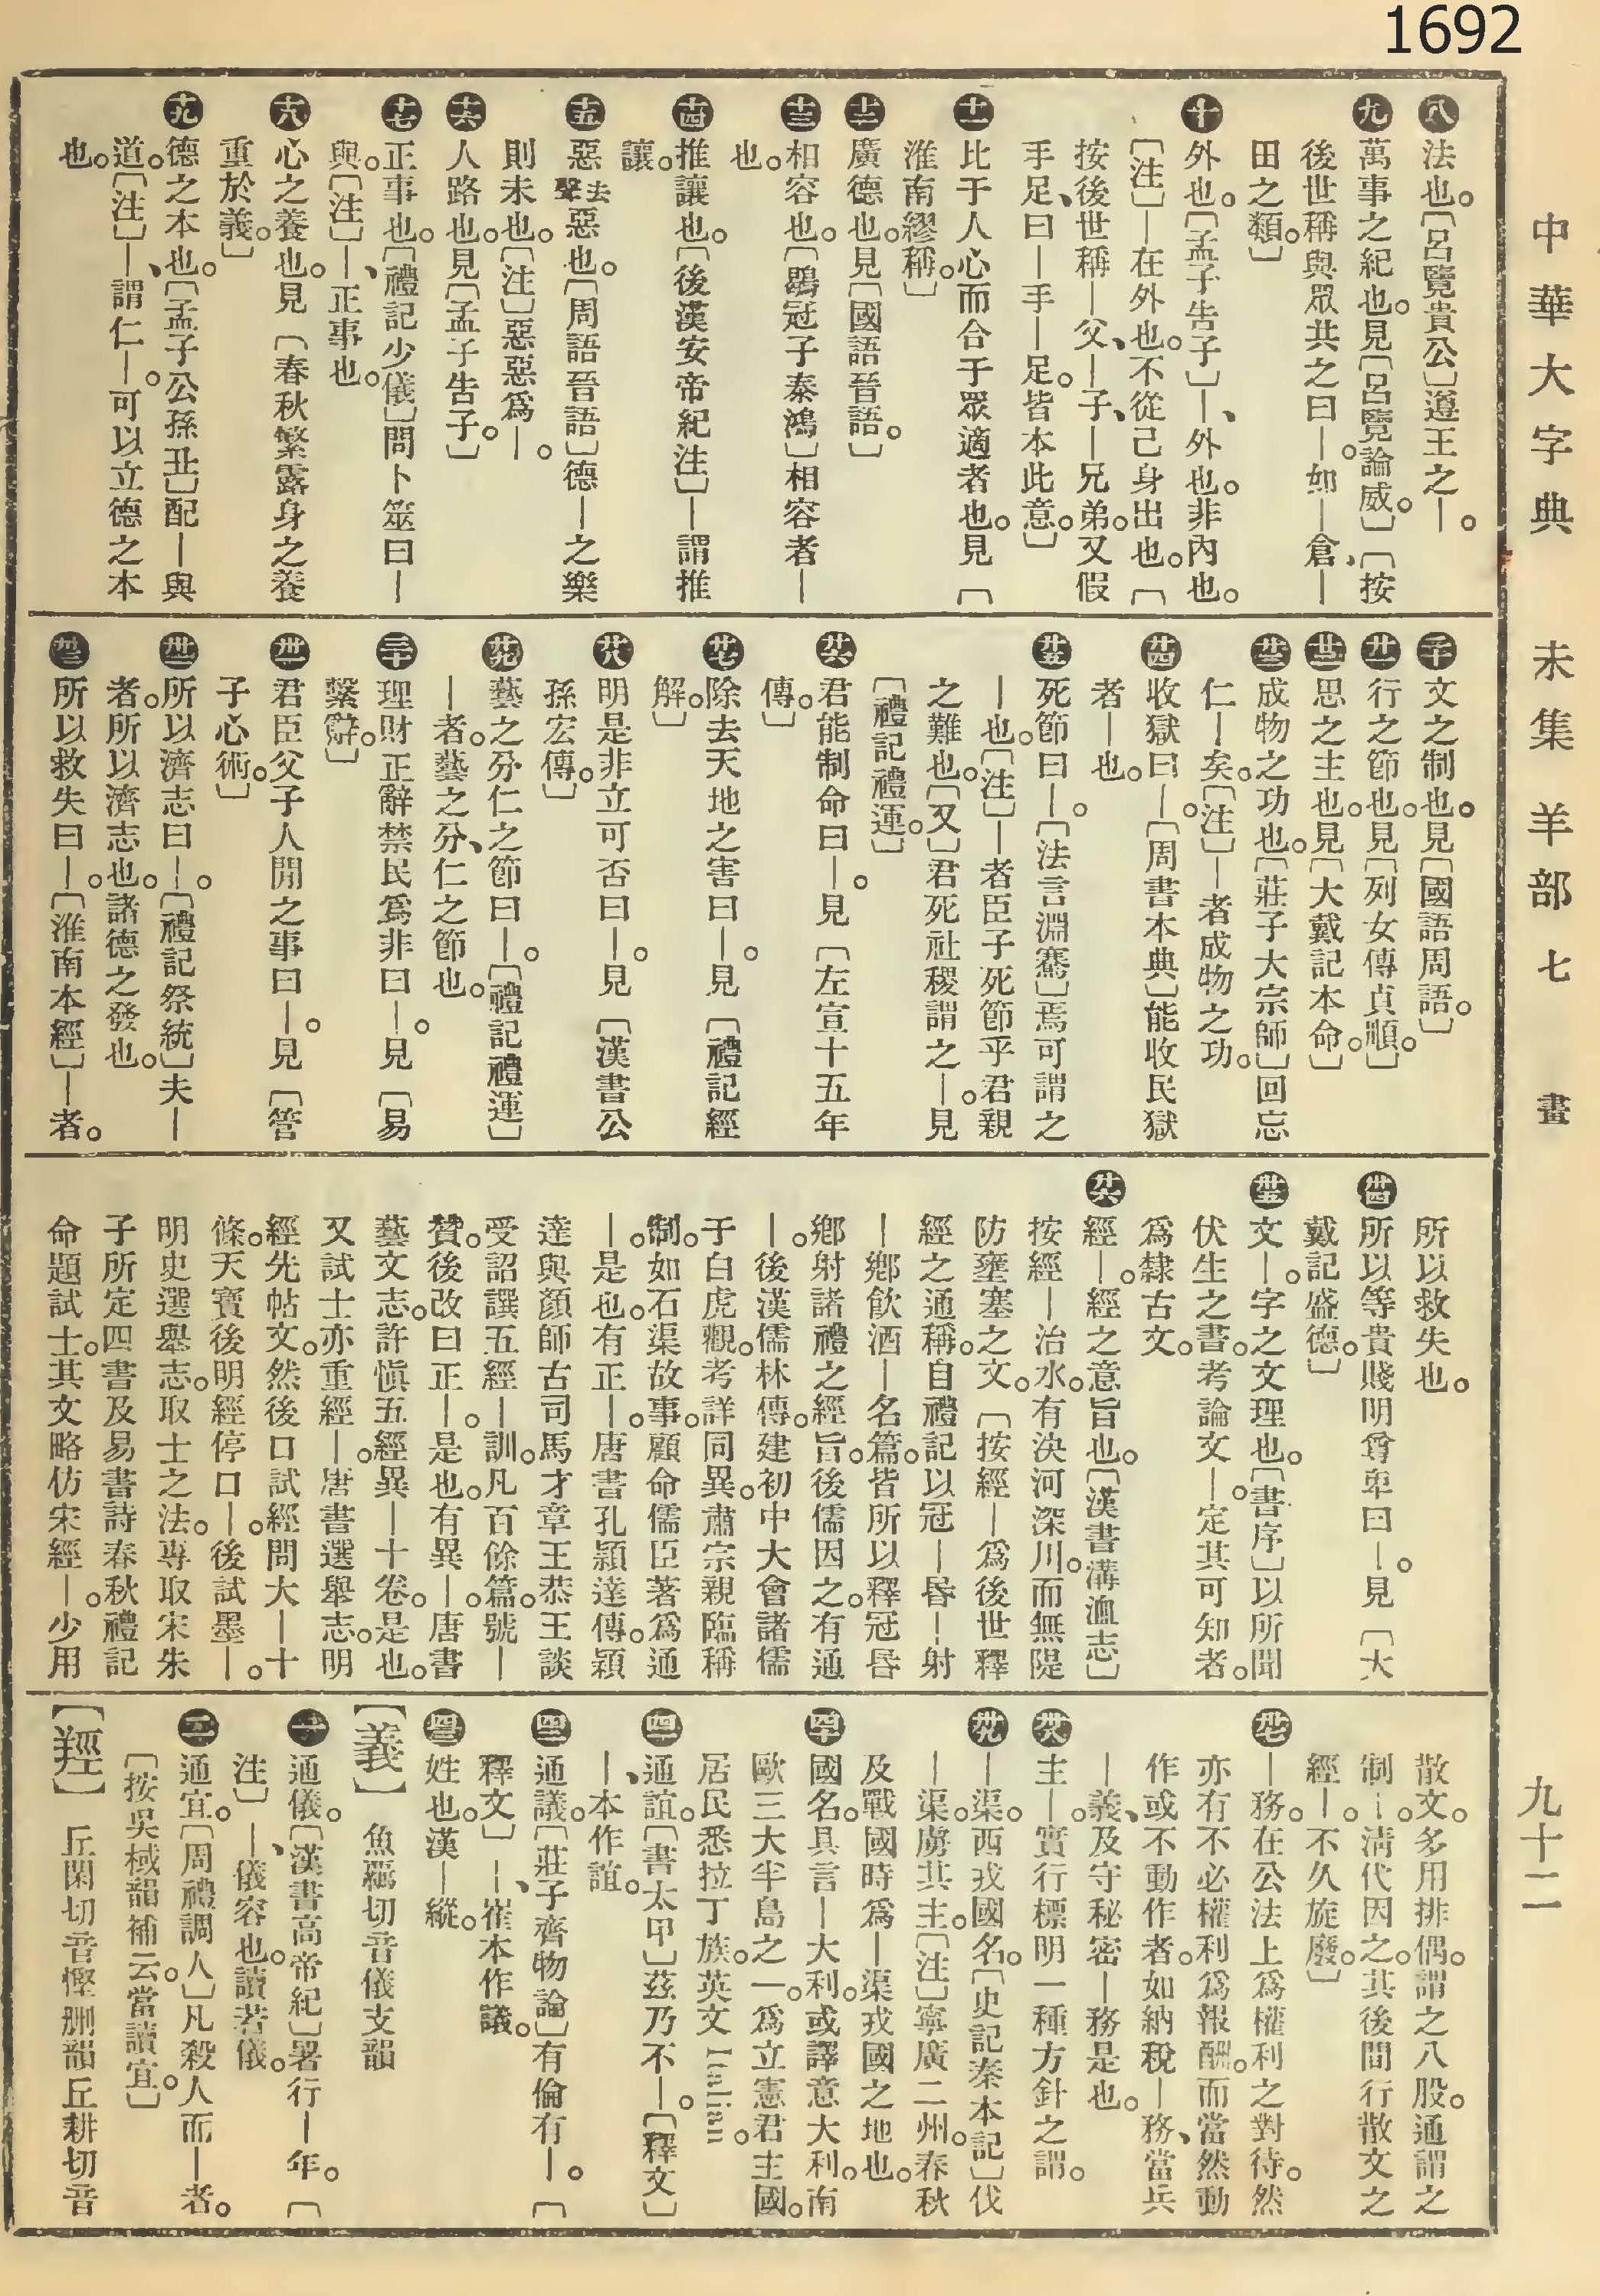 1692
中華大字典 未集 羊部 七畫 九十二
八 法也。〔呂覽貴公〕遵王之—。
九 萬事之紀也。見〔呂覽論威。〕〔按
後世稱與眾共之曰—。如—倉、—
田之類。〕
十 外也。〔孟子告子〕—、外也。非內也。
〔注〕—在外也。不從己身出也。〔
按後世稱—父、—子、—兄弟。又假
手足、曰—手—足。皆本此意。〕
十一 比于人心而合于眾適者也。見〔
淮南繆稱。〕
十二 廣德也。見〔國語晉語。〕
十三 相容也。〔鶡冠子泰鴻〕相容者—
也。
十四 推讓也。〔後漢安帝紀注〕—謂推
讓。
十五 惡去聲惡也。〔周語晉語〕德—之樂
則未也。〔注〕惡惡爲—。
十六 人路也。見〔孟子告子。〕
十七 正事也。〔禮記少儀〕問卜筮曰—
與。〔注〕—、正事也。
十八 心之養也。見〔春秋繁露身之養
重於義。〕
十九 德之本也。〔孟子公孫丑〕配—與
道。〔注〕—、謂仁—。可以立德之本
也。
二十 文之制也。見〔國語周語。〕
廿一 行之節也。見〔列女傳貞順。〕
廿二 思之主也。見〔大戴記本命。〕
廿三 成物之功也。〔莊子大宗師〕回忘
仁—矣。〔注〕—者成物之功。
廿四 收獄曰—。〔周書本典〕能收民獄
者—也。
廿五 死節曰—。〔法言淵騫〕焉可謂之
—也。〔注〕—者臣子死節乎君親
之難也。〔又〕君死社稷謂之—。見
〔禮記禮運。〕
廿六 君能制命曰—。見〔左宣十五年
傳。〕
廿七 除去天地之害曰—。見〔禮記經
解。〕
廿八 明是非立可否曰—。見〔漢書公
孫宏傳。〕
廿九 藝之分仁之節曰—。〔禮記禮運〕
—者。藝之分、仁之節也。
三十 理財正辭禁民爲非曰—。見〔易
繫辭。〕
卅一 君臣父子人閒之事曰—。見〔管
子心術。〕
卅二 所以濟志曰—。〔禮記祭統〕夫—
者。所以濟志也。諸德之發也。
卅三 所以救失曰—。〔淮南本經〕—者。
所以救失也。
卅四 所以等貴賤明尊卑曰—。見〔大
戴記盛德。〕
卅五 文—。字之文理也。〔書序〕以所聞
伏生之書。考論文—。定其可知者。
爲隸古文。
卅六 經—。經之意旨也。〔漢書溝洫志〕
按經—治水。有決河深川。而無隄
防壅塞之文。〔按經—爲後世釋
經之通稱。自禮記以冠—昏—射
—鄉飲酒—名篇。皆所以釋冠昏
鄉射諸禮之經旨。後儒因之。有通
—。後漢儒林傳。建初中大會諸儒
于白虎觀。考詳同異。肅宗親臨稱
制。如石渠故事。顧命儒臣著爲通
—。是也。有正—。唐書孔穎達傳。穎
達與顏師古司馬才章王恭王談
受詔譔五經—訓。凡百餘篇。號—
贊。後改曰正—。是也。有異—。唐書
藝文志。許愼五經異—十卷。是也。
又試士亦重經—。唐書選舉志。明
經先帖文。然後口試經問大—十
條。天寶後明經停口—。後試墨—。
明史選舉志。取士之法。專取宋朱
子所定四書及易書詩春秋禮記
命題試士。其文略仿宋經—。少用
散文。多用排偶。謂之八股。通謂之
制—。淸代因之。其後閒行散文之
經—。不久旋廢。〕
卅七 —務。在公法上爲權利之對待。然
亦有不必權利爲報酬。而當然動
作或不動作者。如納稅—務、當兵
—義、及守秘密—務是也。
卅八 主—。實行標明一種方針之謂。
卅九 —渠。西戎國名。〔史記秦本記〕伐
—渠。虜其主。〔注〕寧廣二州。春秋
及戰國時爲—渠戎國之地也。
四十 國名。具言—大利。或譯意大利。南
歐三大半島之一。爲立憲君主國。
居民悉拉丁族。英文 Italian。
四一 通誼。〔書太甲〕茲乃不—。〔釋文〕
—、本作誼。
四二 通議。〔莊子齊物論〕有倫有—。〔
釋文〕—、崔本作議。
四三 姓也。漢—縱。
【義】 魚羈切音儀支韻
一 通儀。〔漢書高帝紀〕署行—年。〔
注〕—、儀容也。讀若儀。
二 通宜。〔周禮調人〕凡殺人而—者。
〔按吳棫韻補云。當讀宜。〕
【羥】 丘閑切音慳刪韻丘耕切音